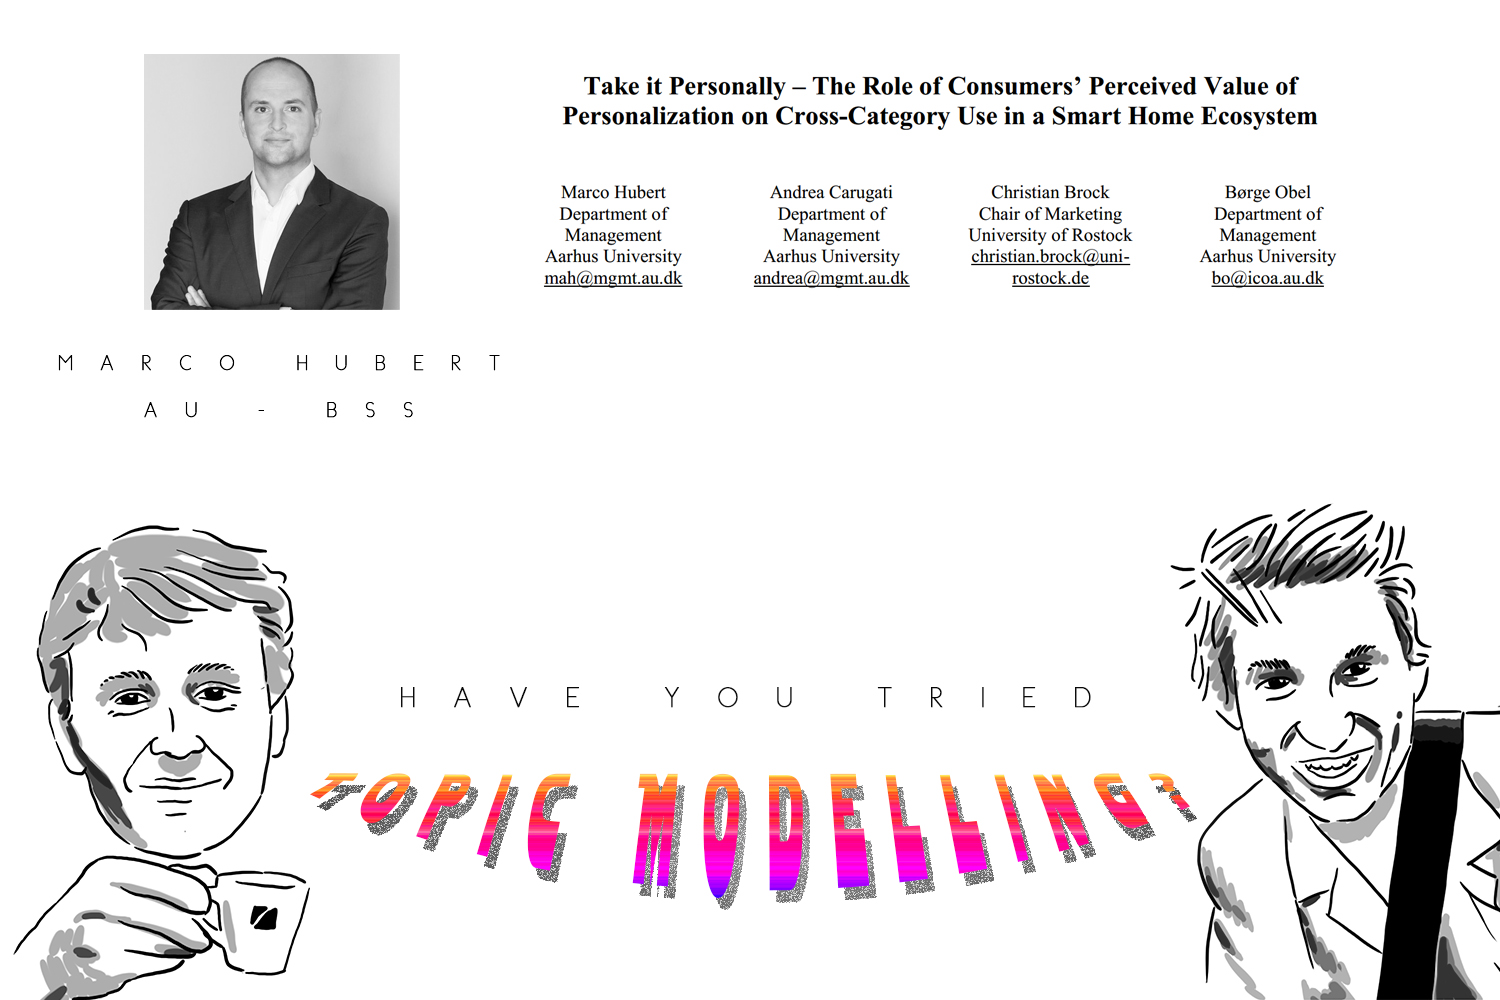 Take it Personally – The Role of Consumers’ Perceived Value of
Personalization on Cross-Category Use in a Smart Home Ecosystem
Marco Hubert
Department of
Management
Aarhus University
mah@mgmt.au.dk
Andrea Carugati
Department of
Management
Aarhus University
andrea@mgmt.au.dk
Christian Brock
Chair of Marketing
University of Rostock
christian.brock@uni-
rostock.de
Børge Obel
Department of
Management
Aarhus University
bo@icoa.au.dk
MARCO HUBERT
AU - BSS
HAVE YOU TRIED
TOPIC MODELLING?